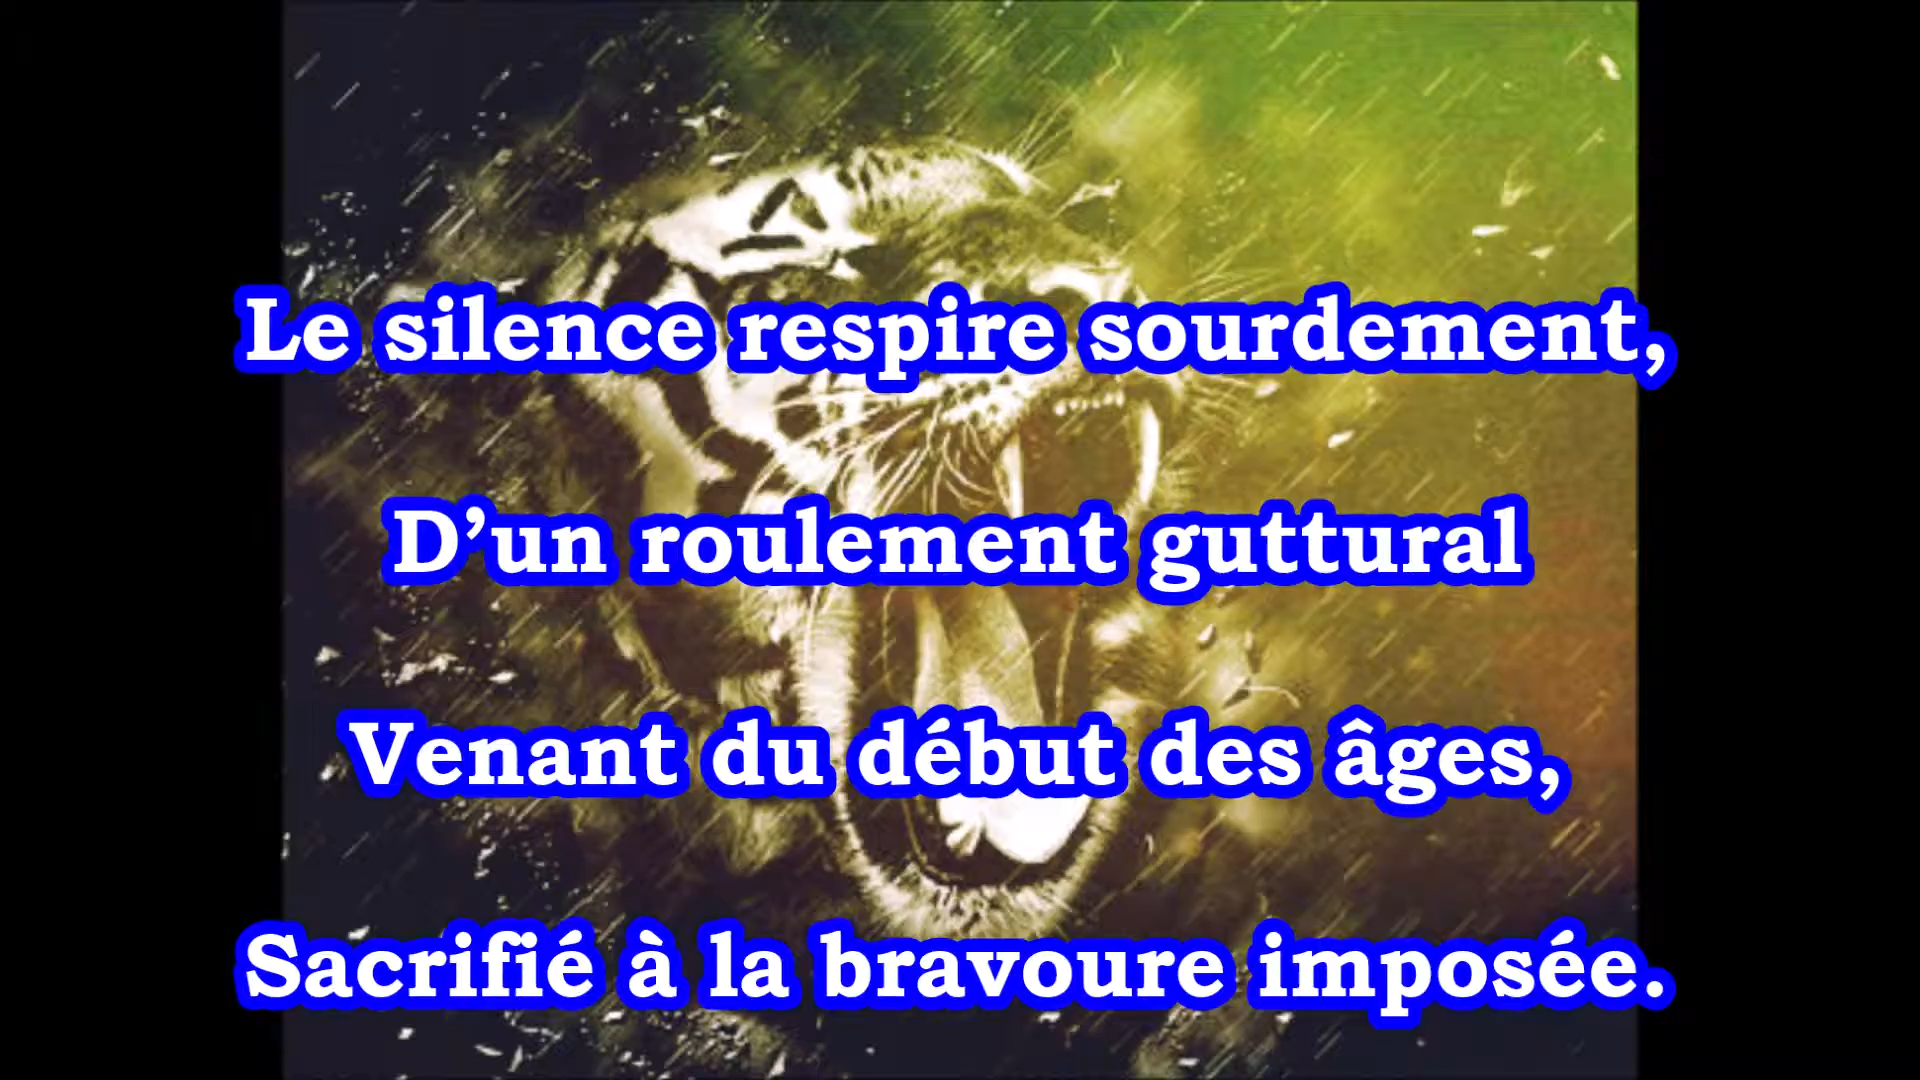 Le silence respire sourdement,
D’un roulement guttural
Venant du début des âges,
Sacrifié à la bravoure imposée.